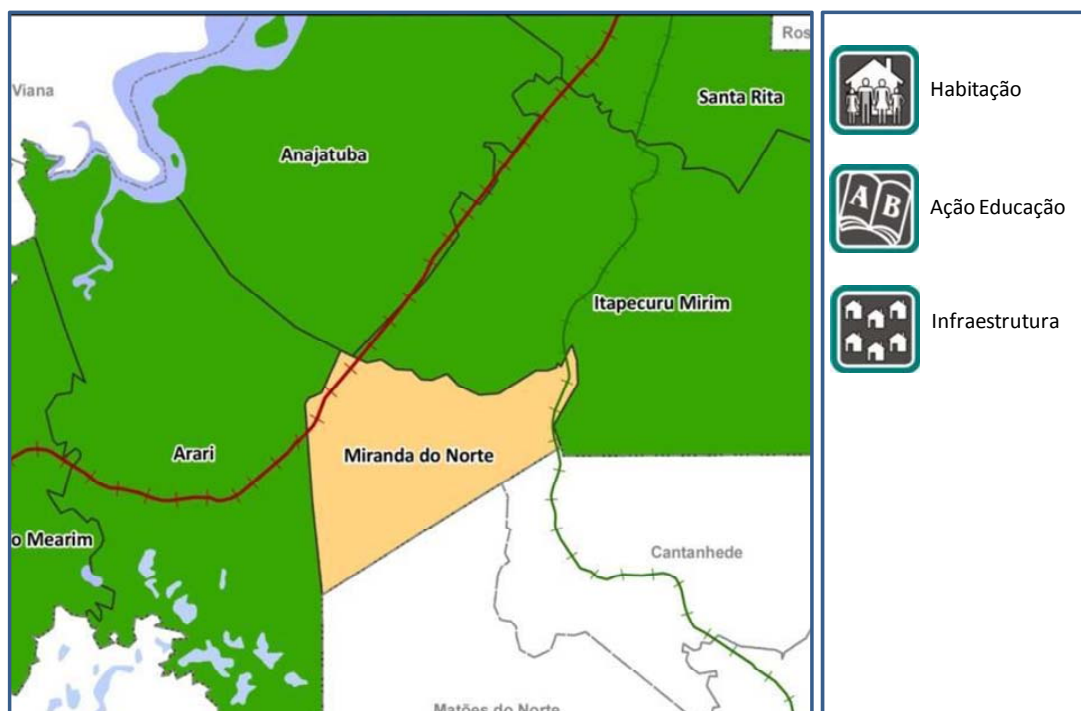 Ros
Viana
Santa Rita
Anajatuba
Itapecuru Mirim
Arari
Miranda do Norte
o Mearim
Cantanhede
Matões do Norte
Habitação
A B
Ação Educação
Infraestrutura